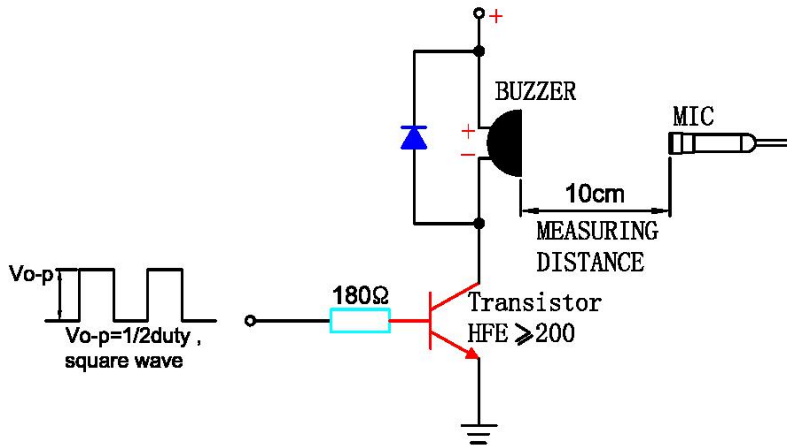 +
BUZZER
MIC
+
−
10cm
MEASURING
DISTANCE
Vo-p
180Ω
Transistor
HFE ≥200
Vo-p=1/2duty ,
square wave